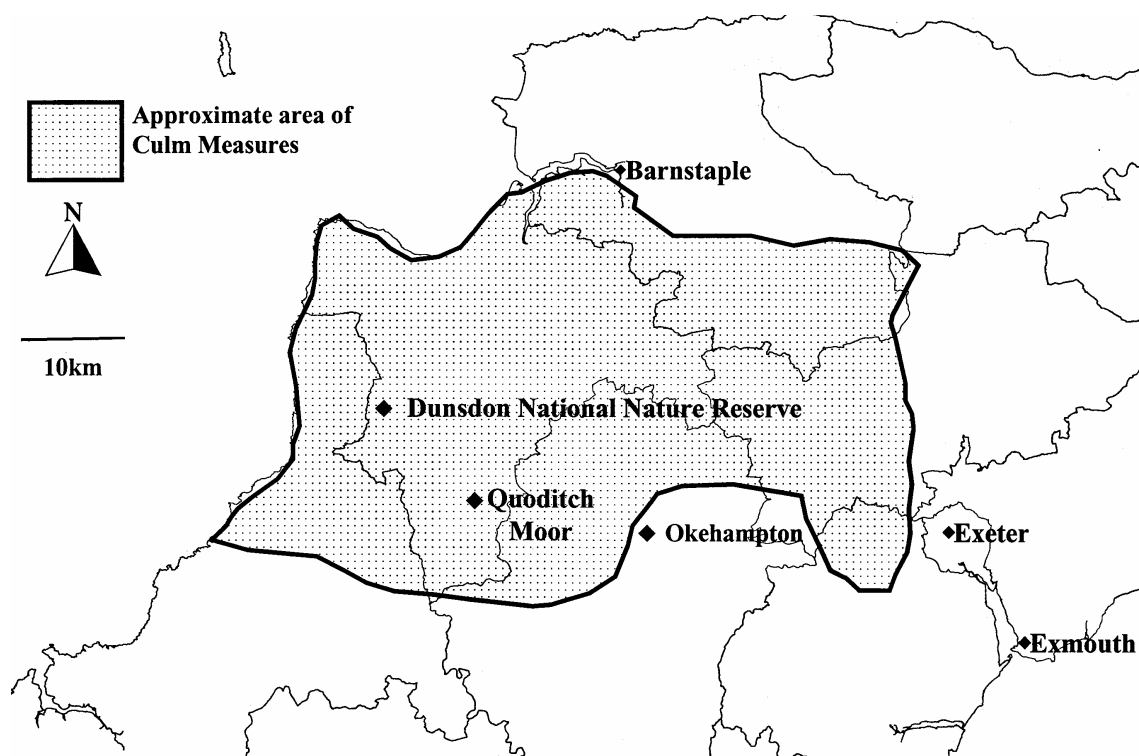 Approximate area of
Culm Measures
N
10km
Barnstaple
Dunsdon National Nature Reserve
Quoditch
Moor
Okehampton
Exeter
Exmouth